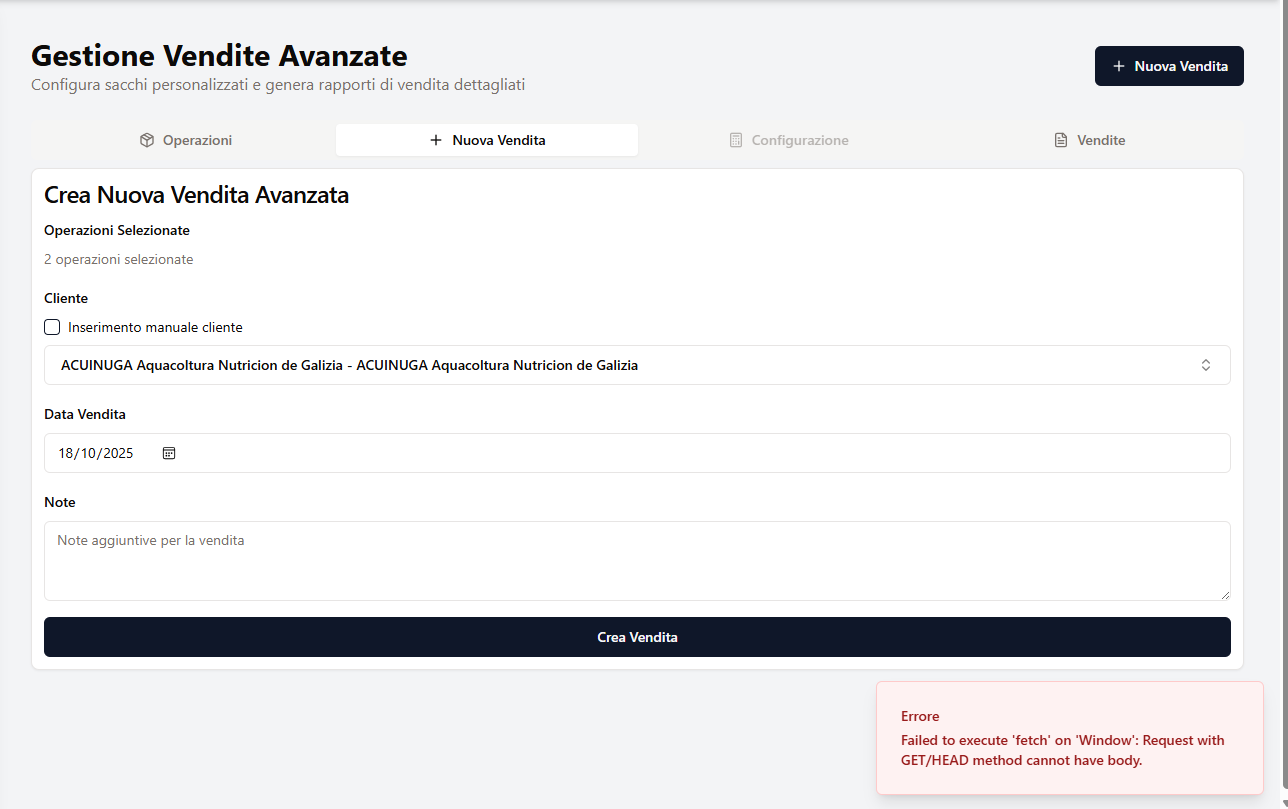 Gestione Vendite Avanzate
Configura sacchi personalizzati e genera rapporti di vendita dettagliati
Nuova Vendita
Operazioni
Nuova Vendita
Configurazione
Vendite
Crea Nuova Vendita Avanzata
Operazioni Selezionate
2 operazioni selezionate
Cliente
Inserimento manuale cliente
ACUINUGA Aquacoltura Nutricion de Galizia - ACUINUGA Aquacoltura Nutricion de Galizia
Data Vendita
18/10/2025
Note
Note aggiuntive per la vendita
Crea Vendita
Errore
Failed to execute 'fetch' on 'Window': Request with
GET/HEAD method cannot have body.